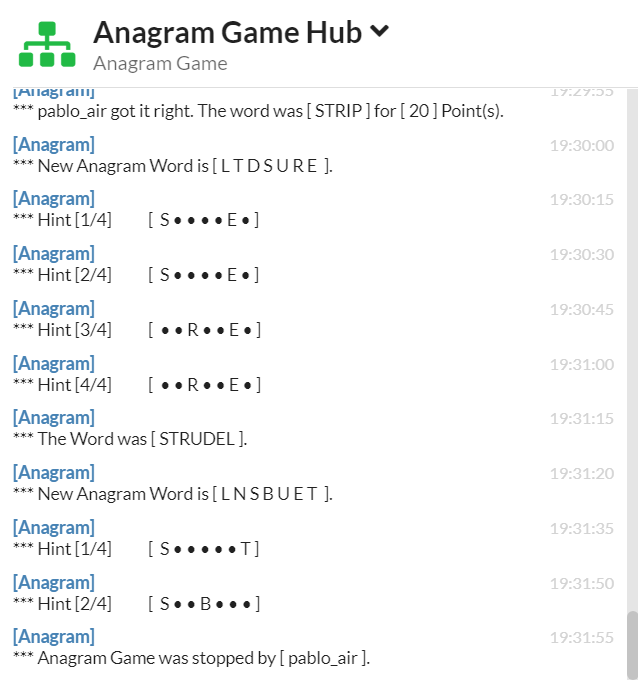 Anagram Game Hub
Anagram Game
[Anagram] 19:29:55
*** pablo_air got it right. The word was [ STRIP ] for [ 20 ] Point(s).
[Anagram] 19:30:00
*** New Anagram Word is [ L T D S U R E ].
[Anagram] 19:30:15
*** Hint [1/4] [ S • • • • E • ]
[Anagram] 19:30:30
*** Hint [2/4] [ S • • • • E • ]
[Anagram] 19:30:45
*** Hint [3/4] [ • • R • • E • ]
[Anagram] 19:31:00
*** Hint [4/4] [ • • R • • E • ]
[Anagram] 19:31:15
*** The Word was [ STRUDEL ].
[Anagram] 19:31:20
*** New Anagram Word is [ L N S B U E T ].
[Anagram] 19:31:35
*** Hint [1/4] [ S • • • • • T ]
[Anagram] 19:31:50
*** Hint [2/4] [ S • • B • • • ]
[Anagram] 19:31:55
*** Anagram Game was stopped by [ pablo_air ].